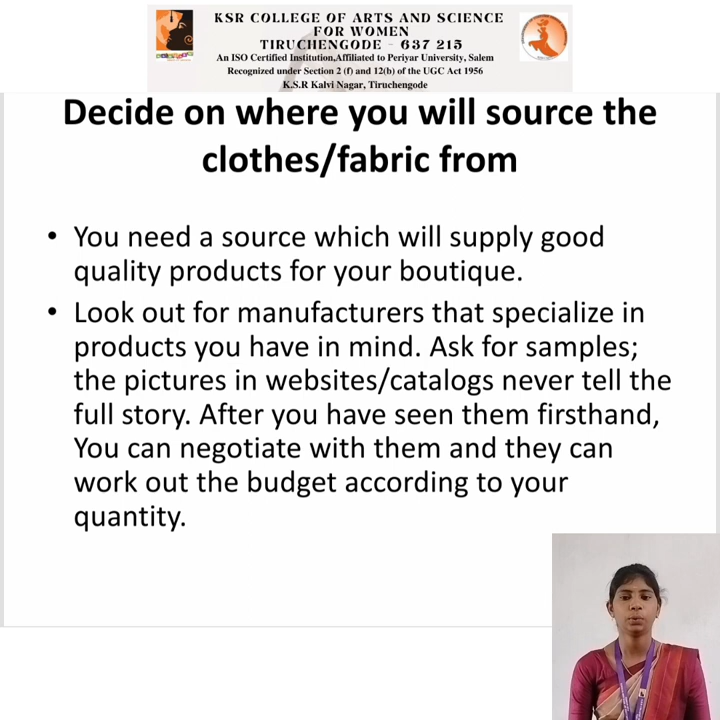 KSR COLLEGE OF ARTS AND SCIENCE
FOR WOMEN
TIRUCHENGODE - 637 215
An ISO Certified Institution,Affiliated to Periyar University, Salem
Recognized under Section 2 (f) and 12(b) of the UGC Act 1956
K.S.R Kalvi Nagar, Tiruchengode
Decide on where you will source the
clothes/fabric from
• You need a source which will supply good
quality products for your boutique.
• Look out for manufacturers that specialize in
products you have in mind. Ask for samples;
the pictures in websites/catalogs never tell the
full story. After you have seen them firsthand,
You can negotiate with them and they can
work out the budget according to your
quantity.